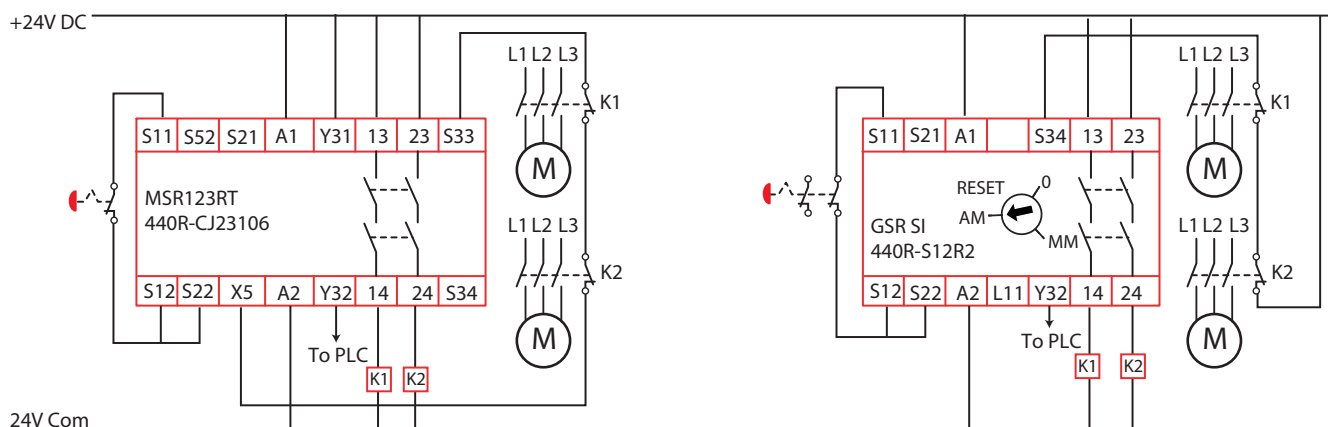 +24V DC
L1 L2 L3
L1 L2 L3
K1
K1
S11 S52 S21 A1 Y31 13 23 S33
S11 S21 A1 S34 13 23
M
M
MSR123RT
440R-CJ23106
RESET 0
AM
MM
GSR SI
440R-S12R2
L1 L2 L3
L1 L2 L3
K2
K2
S12 S22 X5 A2 Y32 14 24 S34
S12 S22 A2 L11 Y32 14 24
M
M
To PLC
To PLC
K1 K2
K1 K2
24V Com